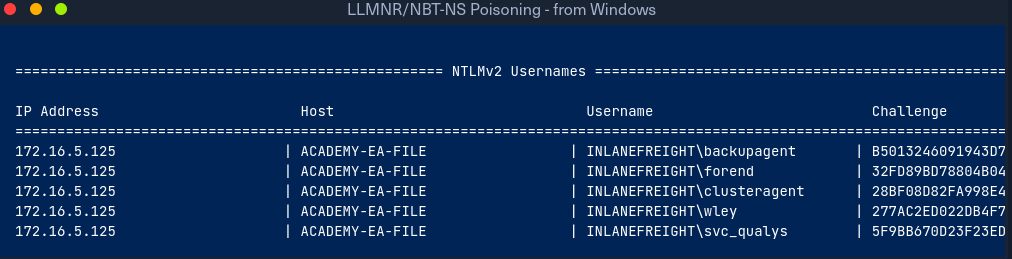 LLMNR/NBT-NS Poisoning - from Windows
=================================================== NTLMv2 Usernames =================================================
IP Address Host Username Challenge
======================================================================================================================
172.16.5.125 | ACADEMY-EA-FILE | INLANEFREIGHT\backupagent | B5013246091943D7
172.16.5.125 | ACADEMY-EA-FILE | INLANEFREIGHT\forend | 32FD89BD78804B04
172.16.5.125 | ACADEMY-EA-FILE | INLANEFREIGHT\clusteragent | 28BF08D82FA998E4
172.16.5.125 | ACADEMY-EA-FILE | INLANEFREIGHT\wley | 277AC2ED022DB4F7
172.16.5.125 | ACADEMY-EA-FILE | INLANEFREIGHT\svc_qualys | 5F9BB670D23F23ED